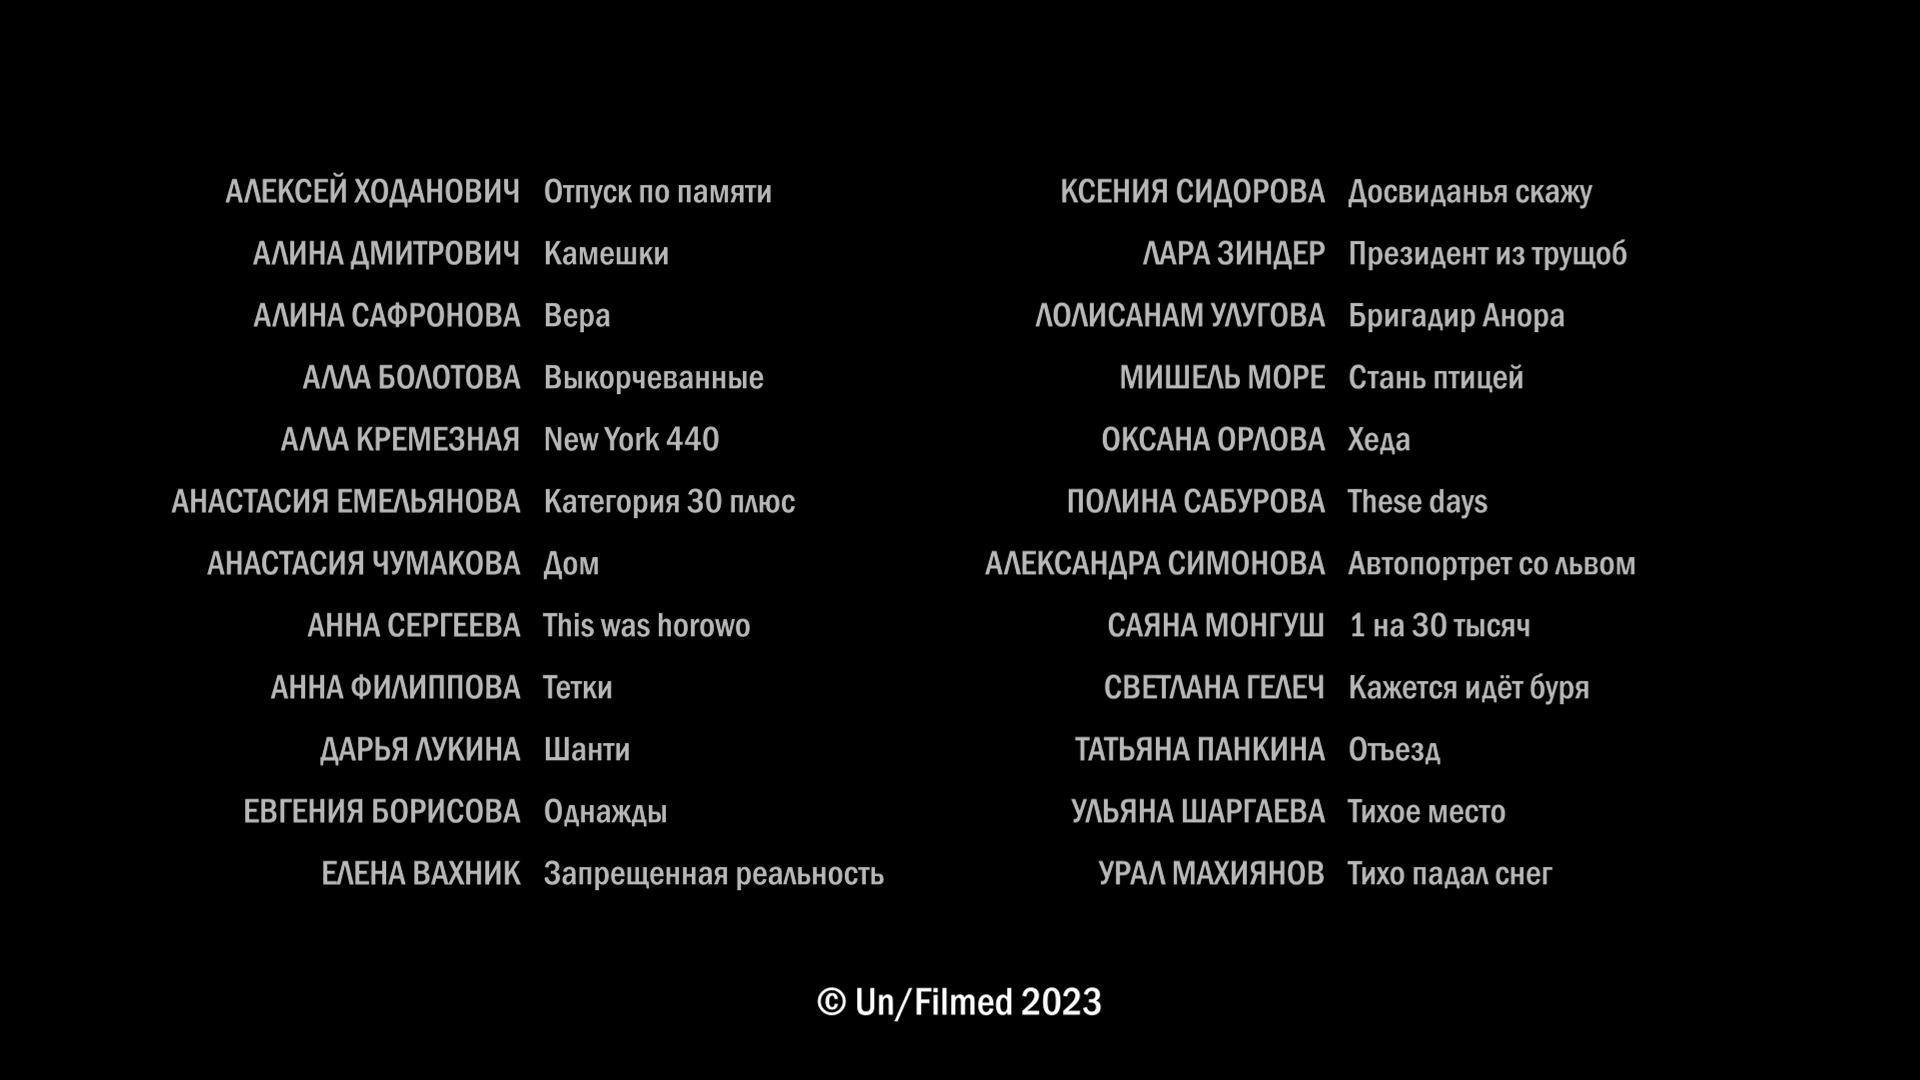 АЛЕКСЕЙ ХОДАНОВИЧ Отпуск по памяти
АЛИНА ДМИТРОВИЧ Камешки
АЛИНА САФРОНОВА Вера
АЛЛА БОЛОТОВА Выкорчеванные
АЛЛА КРЕМЕЗНАЯ New York 440
АНАСТАСИЯ ЕМЕЛЬЯНОВА Категория 30 плюс
АНАСТАСИЯ ЧУМАКОВА Дом
АННА СЕРГЕЕВА This was horowo
АННА ФИЛИППОВА Тетки
ДАРЬЯ ЛУКИНА Шанти
ЕВГЕНИЯ БОРИСОВА Однажды
ЕЛЕНА ВАХНИК Запрещенная реальность
КСЕНИЯ СИДОРОВА Досвиданья скажу
ЛАРА ЗИНДЕР Президент из трущоб
ЛОЛИСАНАМ УЛУГОВА Бригадир Анора
МИШЕЛЬ МОРЕ Стань птицей
ОКСАНА ОРЛОВА Хеда
ПОЛИНА САБУРОВА These days
АЛЕКСАНДРА СИМОНОВА Автопортрет со львом
САЯНА МОНГУШ 1 на 30 тысяч
СВЕТЛАНА ГЕЛЕЧ Кажется идёт буря
ТАТЬЯНА ПАНКИНА Отъезд
УЛЬЯНА ШАРГАЕВА Тихое место
УРАЛ МАХИЯНОВ Тихо падал снег
© Un/Filmed 2023